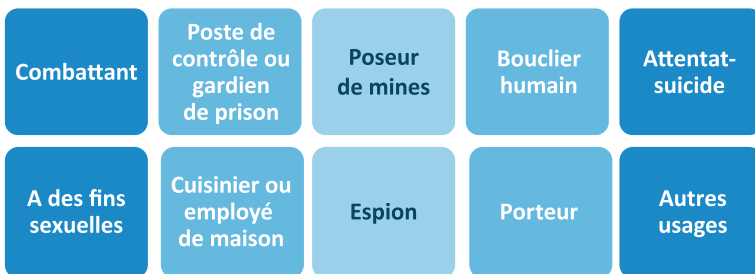 Combattant
Poste de
contrôle ou
gardien
de prison
Poseur
de mines
Bouclier
humain
Attentat-
suicide
A des fins
sexuelles
Cuisinier ou
employé
de maison
Espion
Porteur
Autres
usages